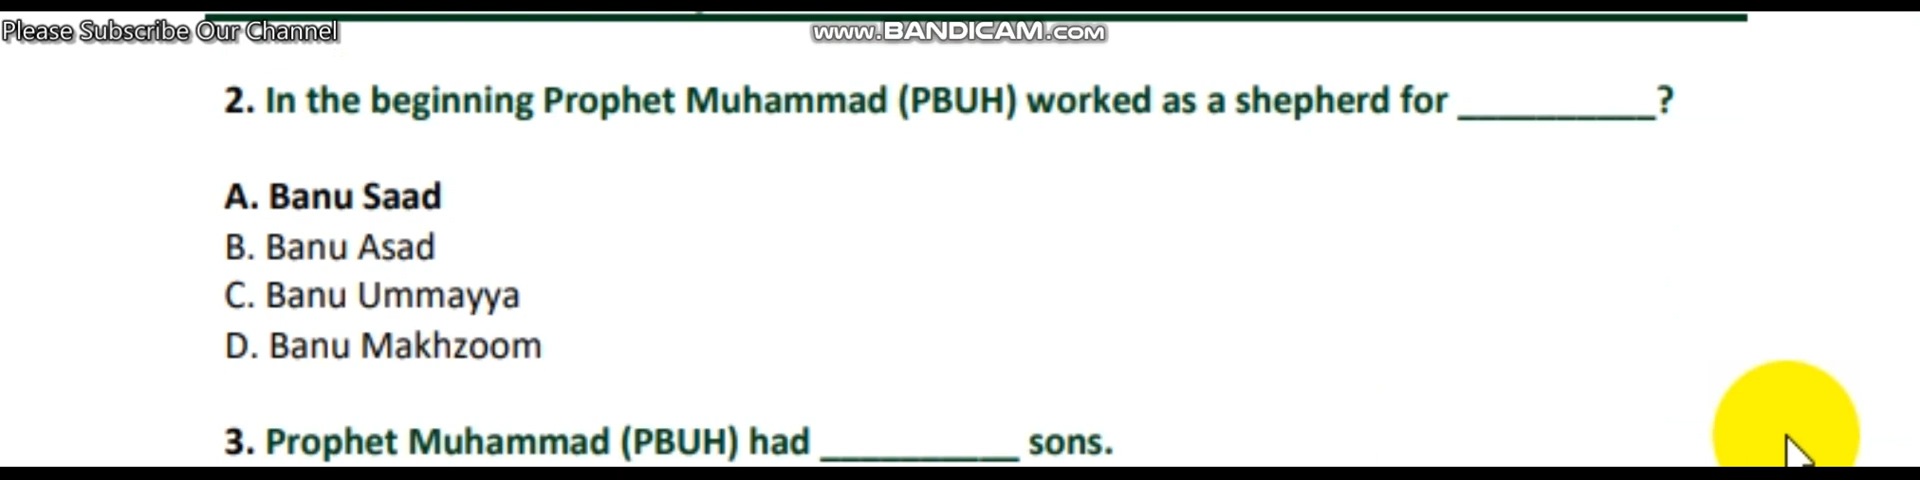 Please Subscribe Our Channel
www.BANDICAM.COM
2. In the beginning Prophet Muhammad (PBUH) worked as a shepherd for __________?
A. Banu Saad
B. Banu Asad
C. Banu Ummayya
D. Banu Makhzoom
3. Prophet Muhammad (PBUH) had __________ sons.